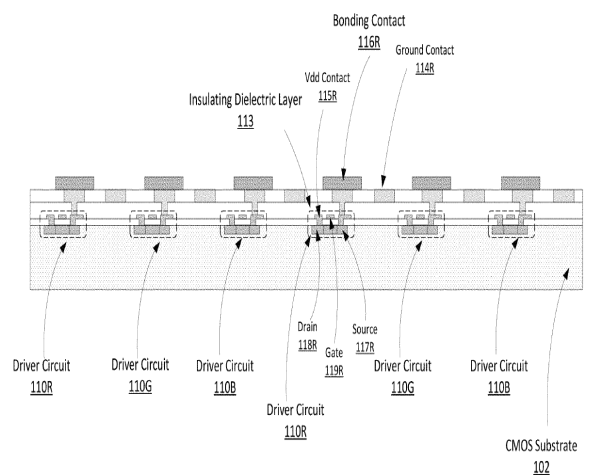 Bonding Contact
116R
Ground Contact
114R
Vdd Contact
115R
Insulating Dielectric Layer
113
Drain
118R
Gate
119R
Source
117R
Driver Circuit
110R
Driver Circuit
110G
Driver Circuit
110B
Driver Circuit
110R
Driver Circuit
110G
Driver Circuit
110B
CMOS Substrate
102